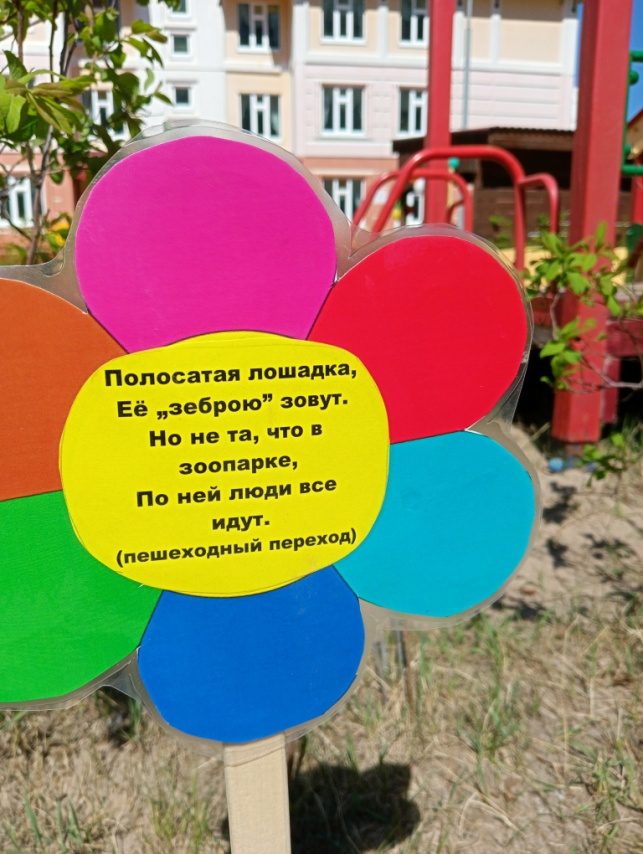 Полосатая лошадка,
Её „зеброю” зовут.
Но не та, что в
зоопарке,
По ней люди все
идут.
(пешеходный переход)